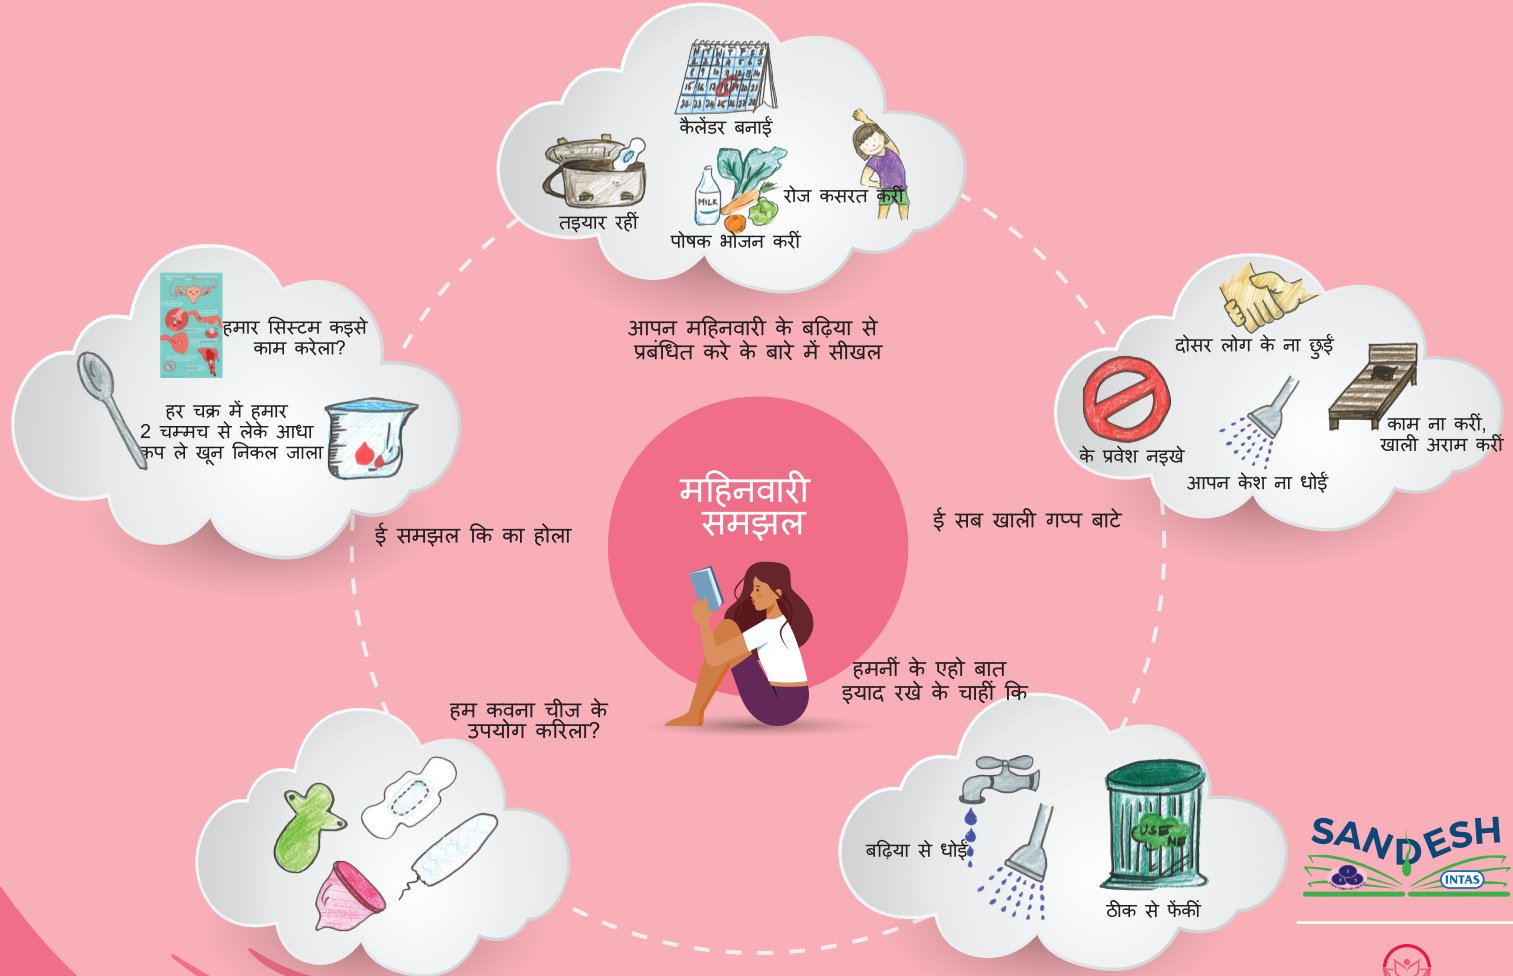 कैलेंडर बनाईं
तइयार रहीं
MILK
रोज कसरत करीं
पोषक भोजन करीं
आपन महिनवारी के बढ़िया से
प्रबंधित करे के बारे में सीखल
हमार सिस्टम कइसे
काम करेला?
हर चक्र में हमार
2 चम्मच से लेके आधा
कप ले खून निकल जाला
ई समझल कि का होला
दोसर लोग के ना छुईं
के प्रवेश नइखे
काम ना करीं,
खाली अराम करीं
आपन केश ना धोईं
ई सब खाली गप्प बाटे
महिनवारी
समझल
हमनीं के एहो बात
इयाद रखे के चाहीं कि
हम कवना चीज के
उपयोग करिला?
बढ़िया से धोईं
USE
ME
ठीक से फेंकीं
SANDESH
INTAS